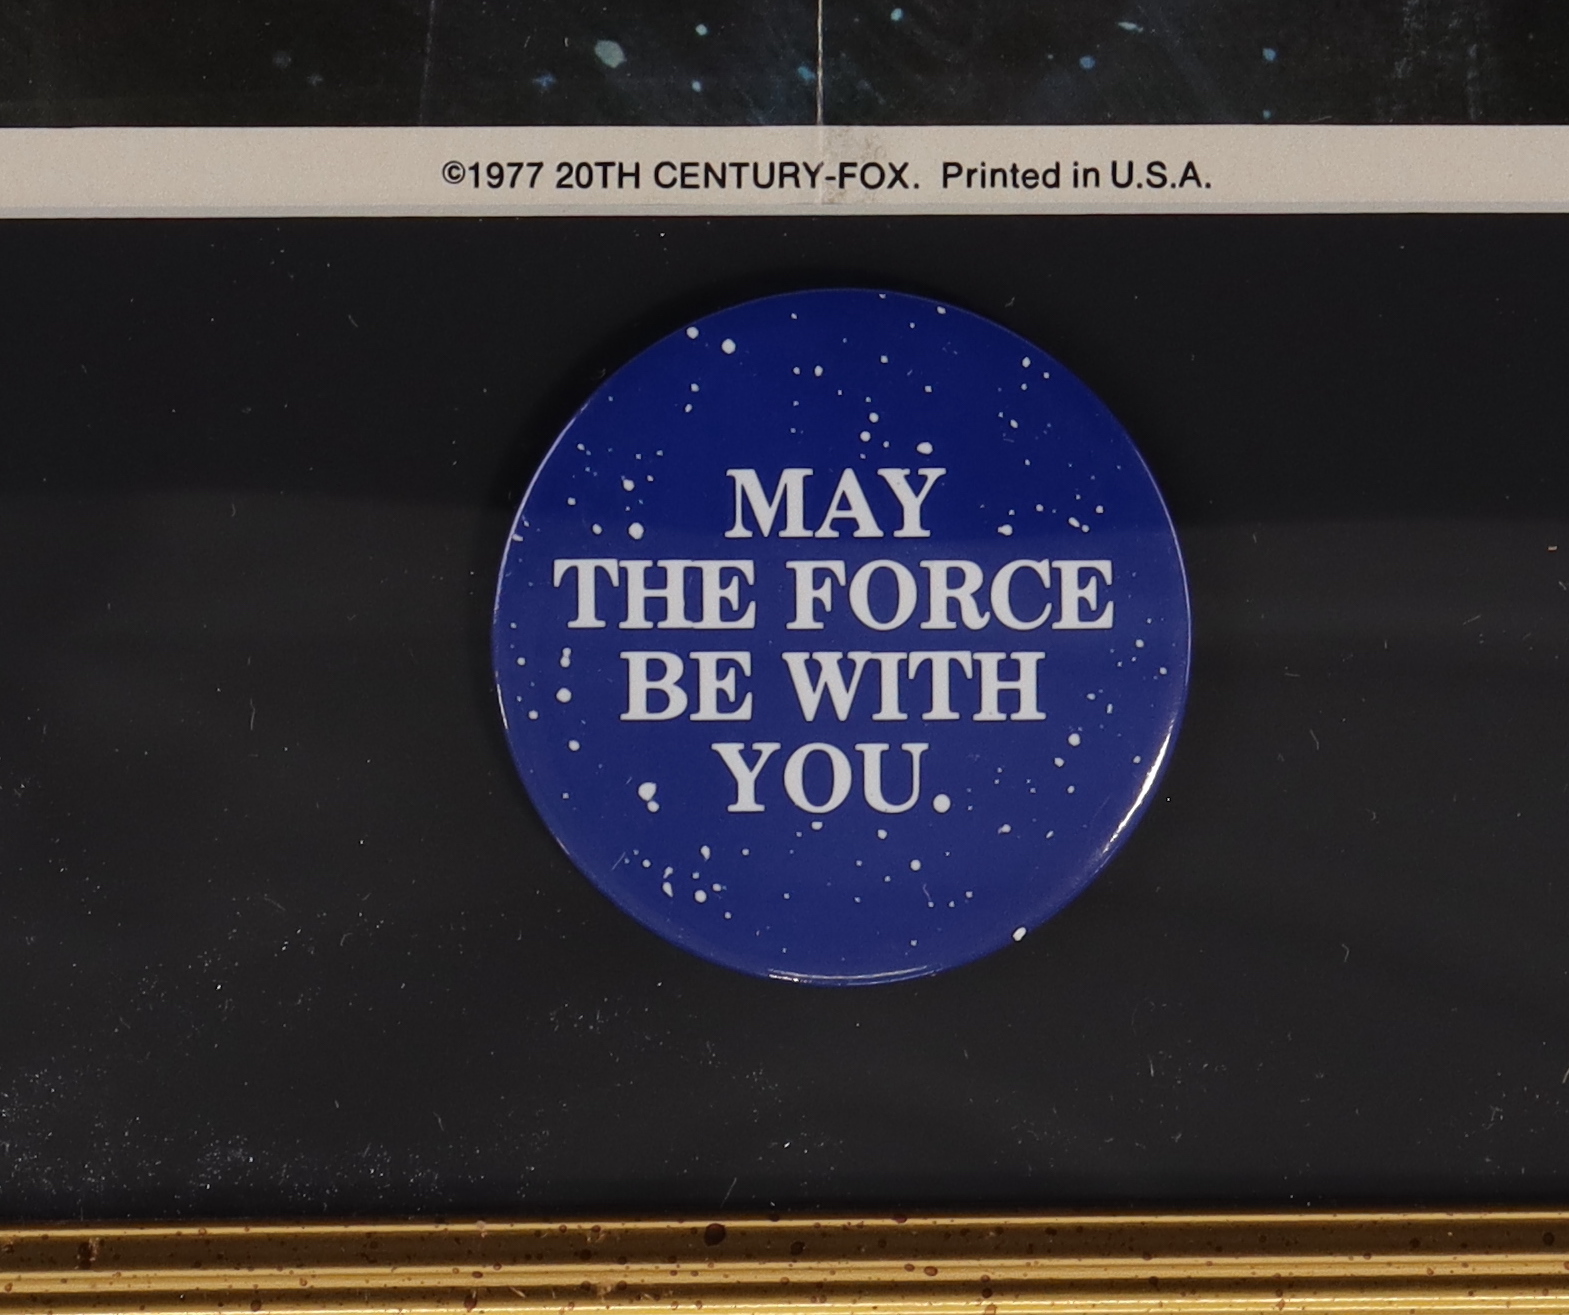 ©1977 20TH CENTURY-FOX. Printed in U.S.A.
MAY
THE FORCE
BE WITH
YOU.